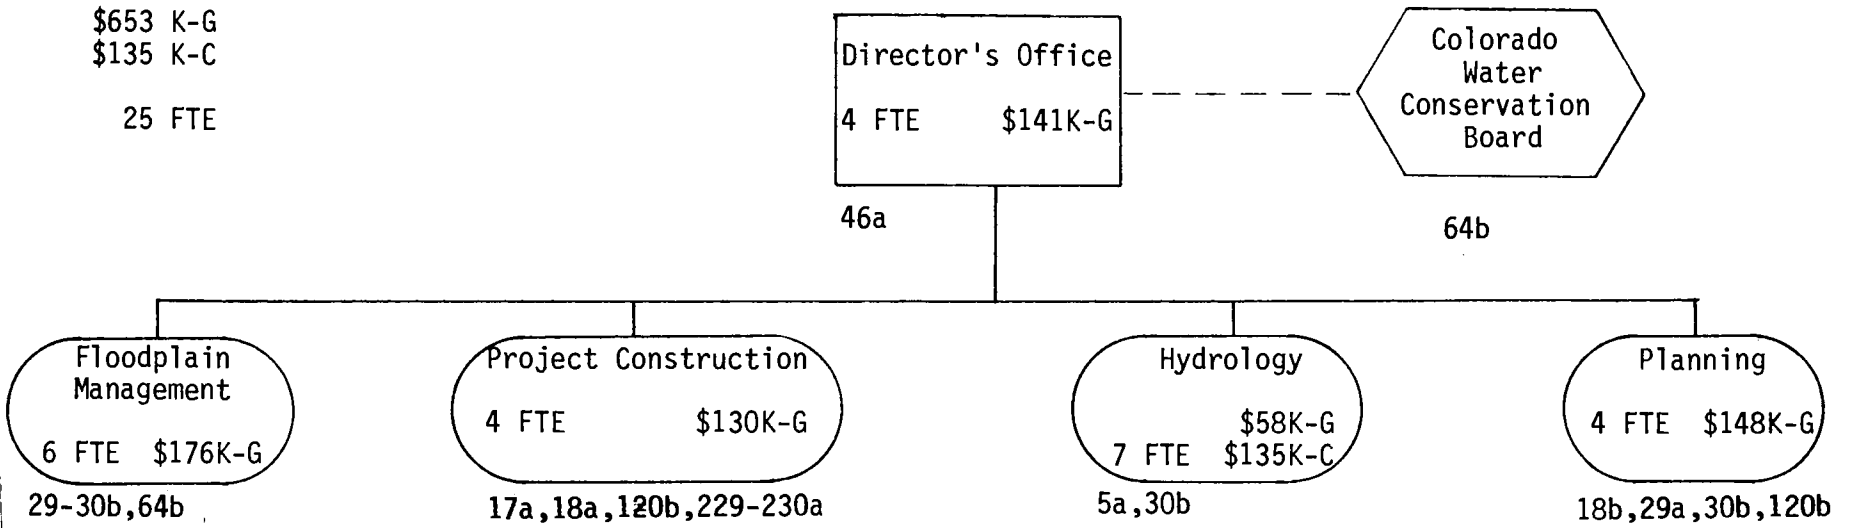 $653 K-G
$135 K-C
25 FTE
Director's Office
4 FTE $141K-G
46a
Colorado
Water
Conservation
Board
64b
Floodplain
Management
6 FTE $176K-G
29-30b,64b
Project Construction
4 FTE $130K-G
17a,18a,120b,229-230a
Hydrology
$58K-G
7 FTE $135K-C
5a,30b
Planning
4 FTE $148K-G
18b,29a,30b,120b